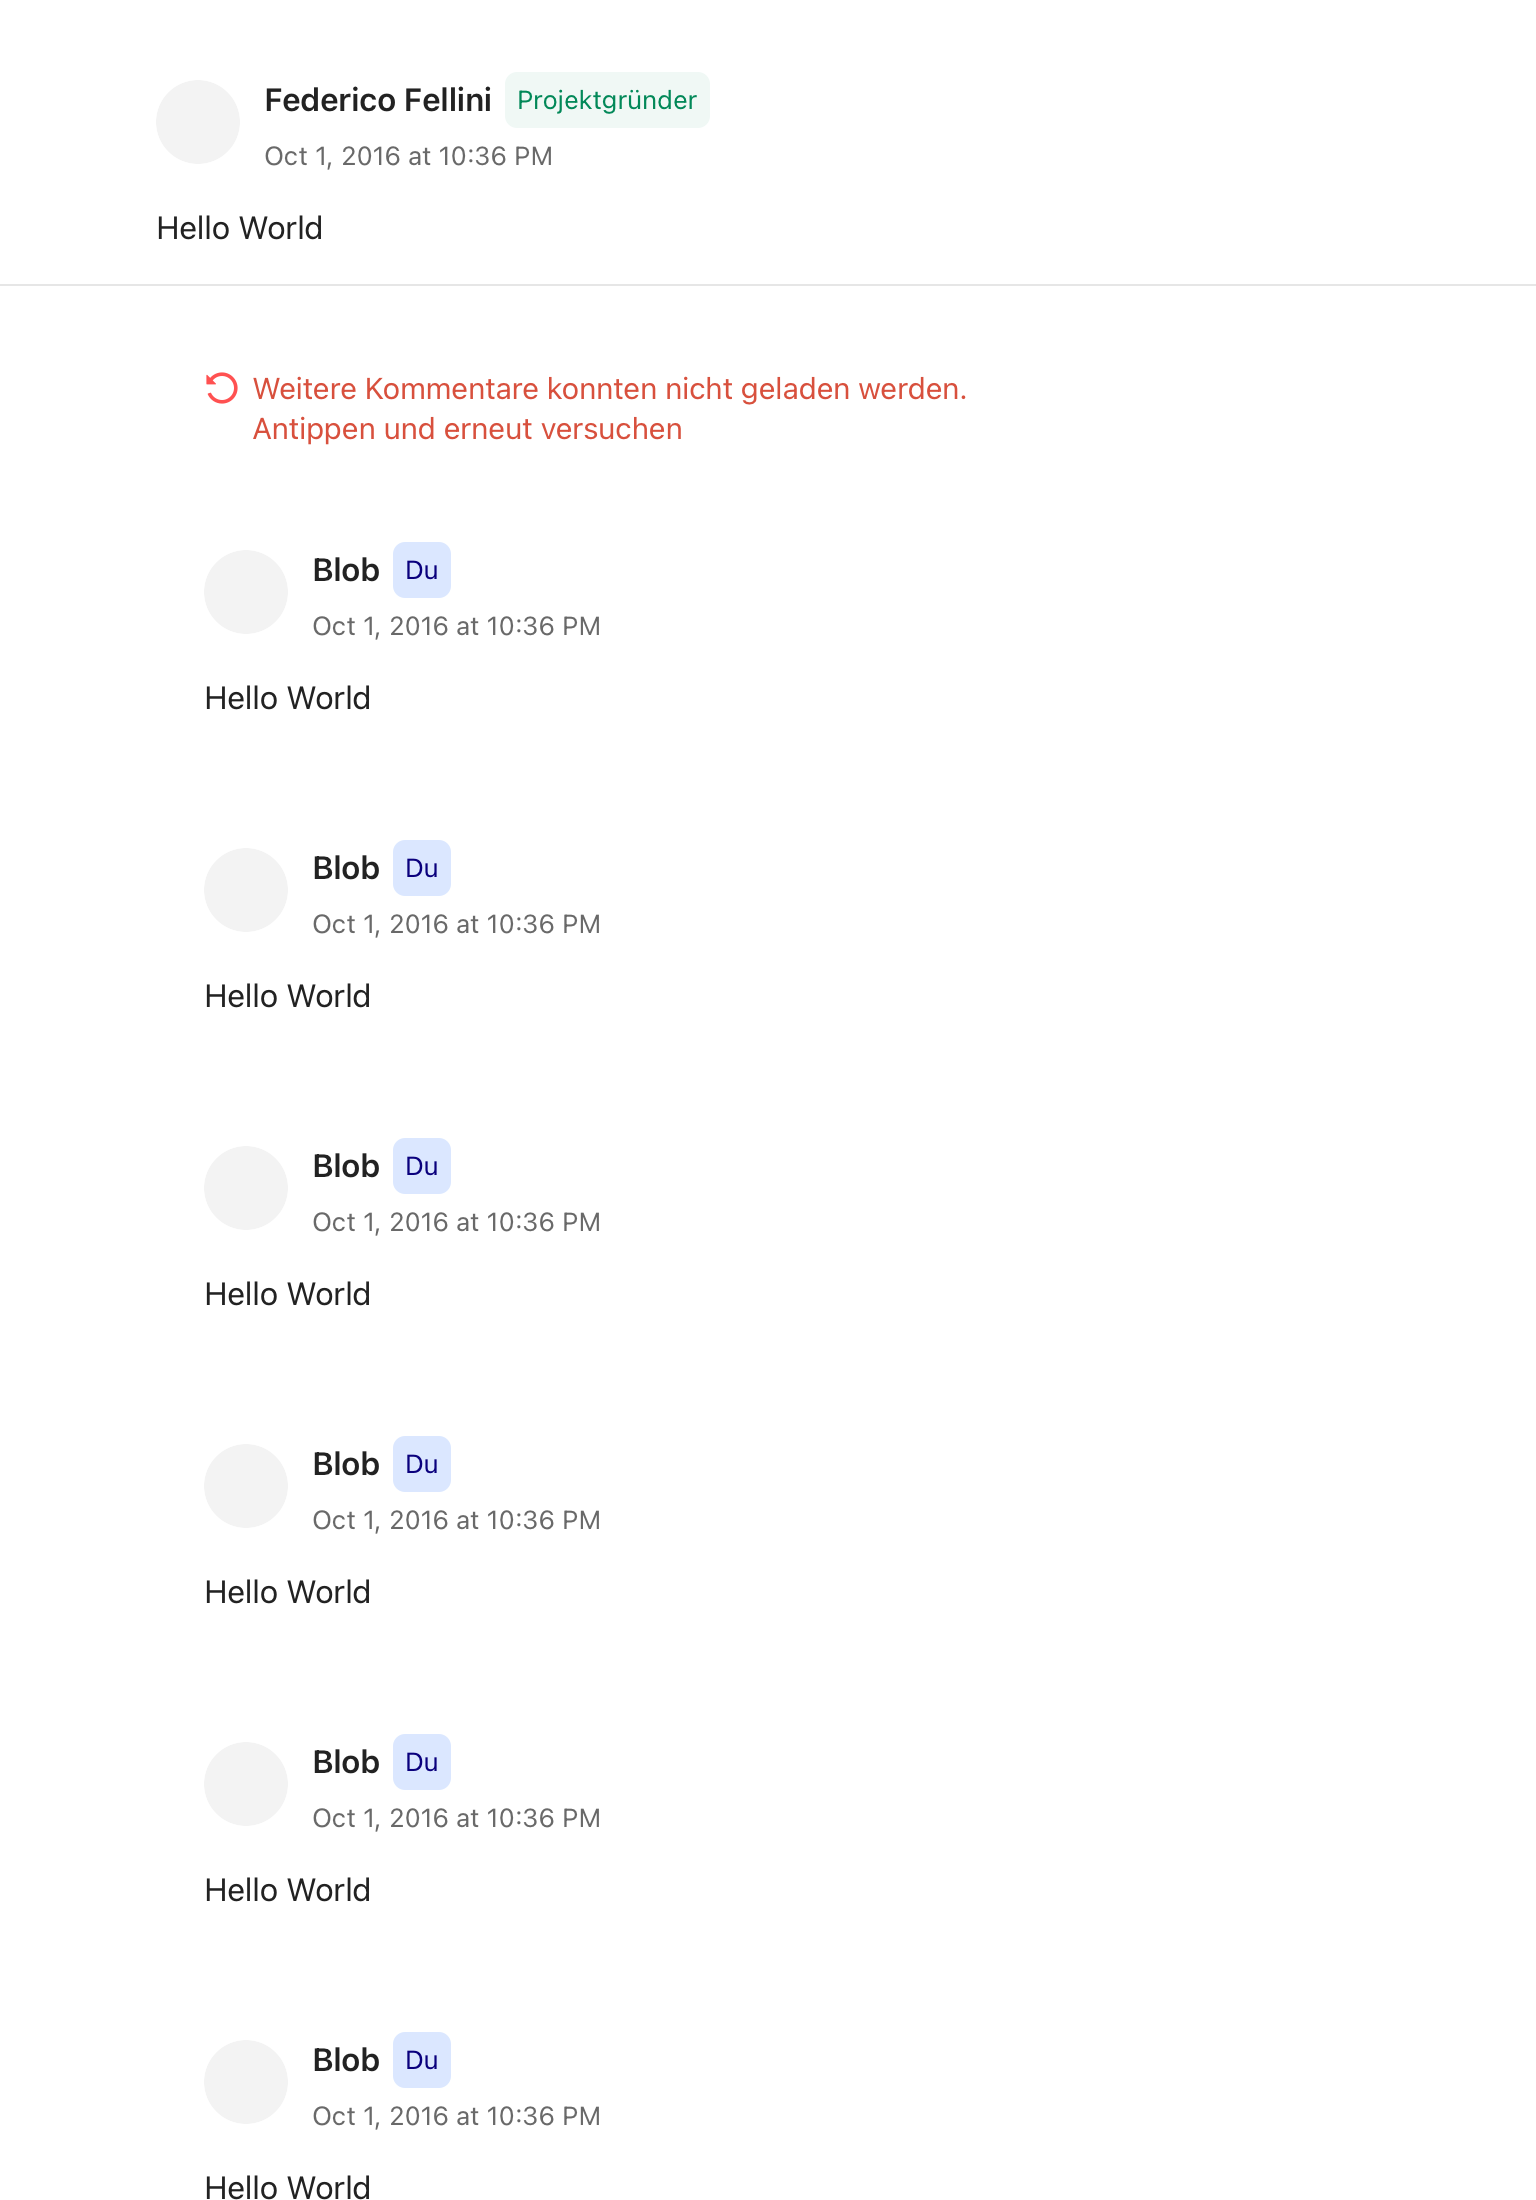 Federico Fellini Projektgründer
Oct 1, 2016 at 10:36 PM
Hello World
Weitere Kommentare konnten nicht geladen werden.
Antippen und erneut versuchen
Blob Du
Oct 1, 2016 at 10:36 PM
Hello World
Blob Du
Oct 1, 2016 at 10:36 PM
Hello World
Blob Du
Oct 1, 2016 at 10:36 PM
Hello World
Blob Du
Oct 1, 2016 at 10:36 PM
Hello World
Blob Du
Oct 1, 2016 at 10:36 PM
Hello World
Blob Du
Oct 1, 2016 at 10:36 PM
Hello World